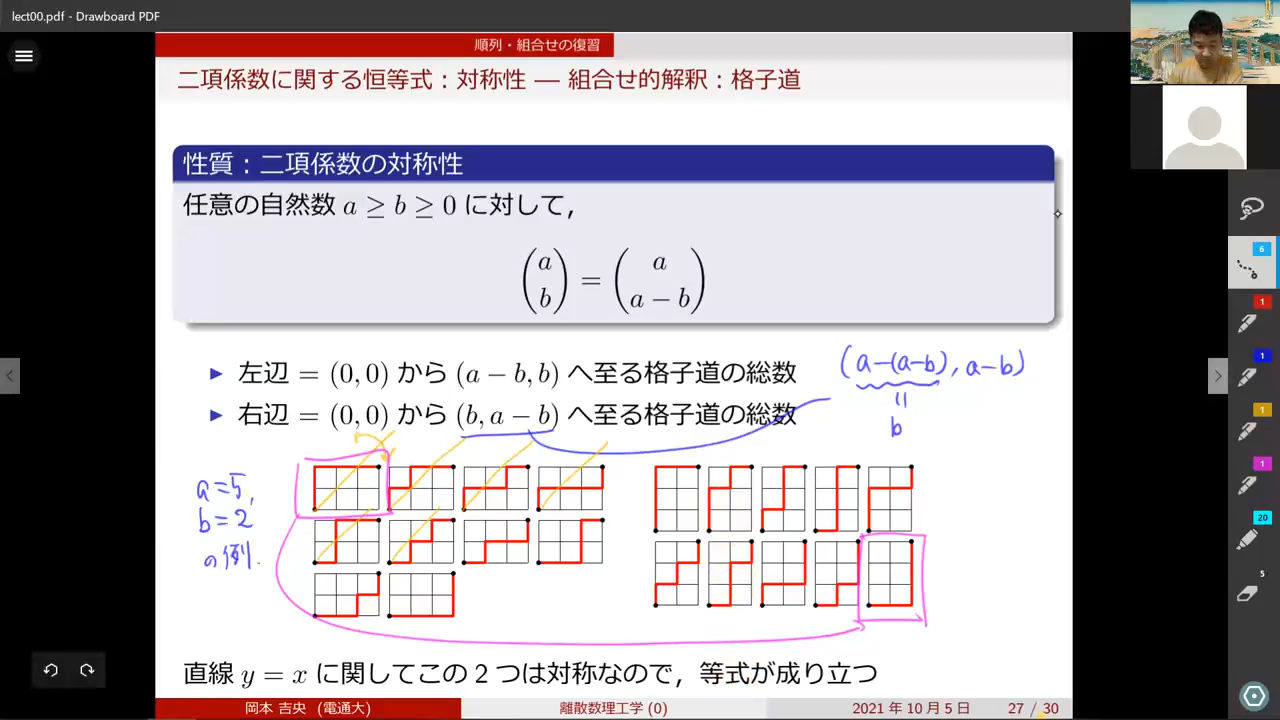 lect00.pdf - Drawboard PDF
順列・組合せの復習
二項係数に関する恒等式：対称性 — 組合せ的解釈：格子道
性質：二項係数の対称性
任意の自然数 a ≥ b ≥ 0 に対して，
(a b) = (a a − b)
▶ 左辺 = (0, 0) から (a − b, b) へ至る格子道の総数
(a-(a-b), a-b)
▶ 右辺 = (0, 0) から (b, a − b) へ至る格子道の総数
=
b
a=5,
b=2
の例.
直線 y = x に関してこの 2 つは対称なので，等式が成り立つ
岡本 吉央 (電通大)
離散数理工学 (0)
2021 年 10 月 5 日
27 / 30
6
1
1
1
1
20
5